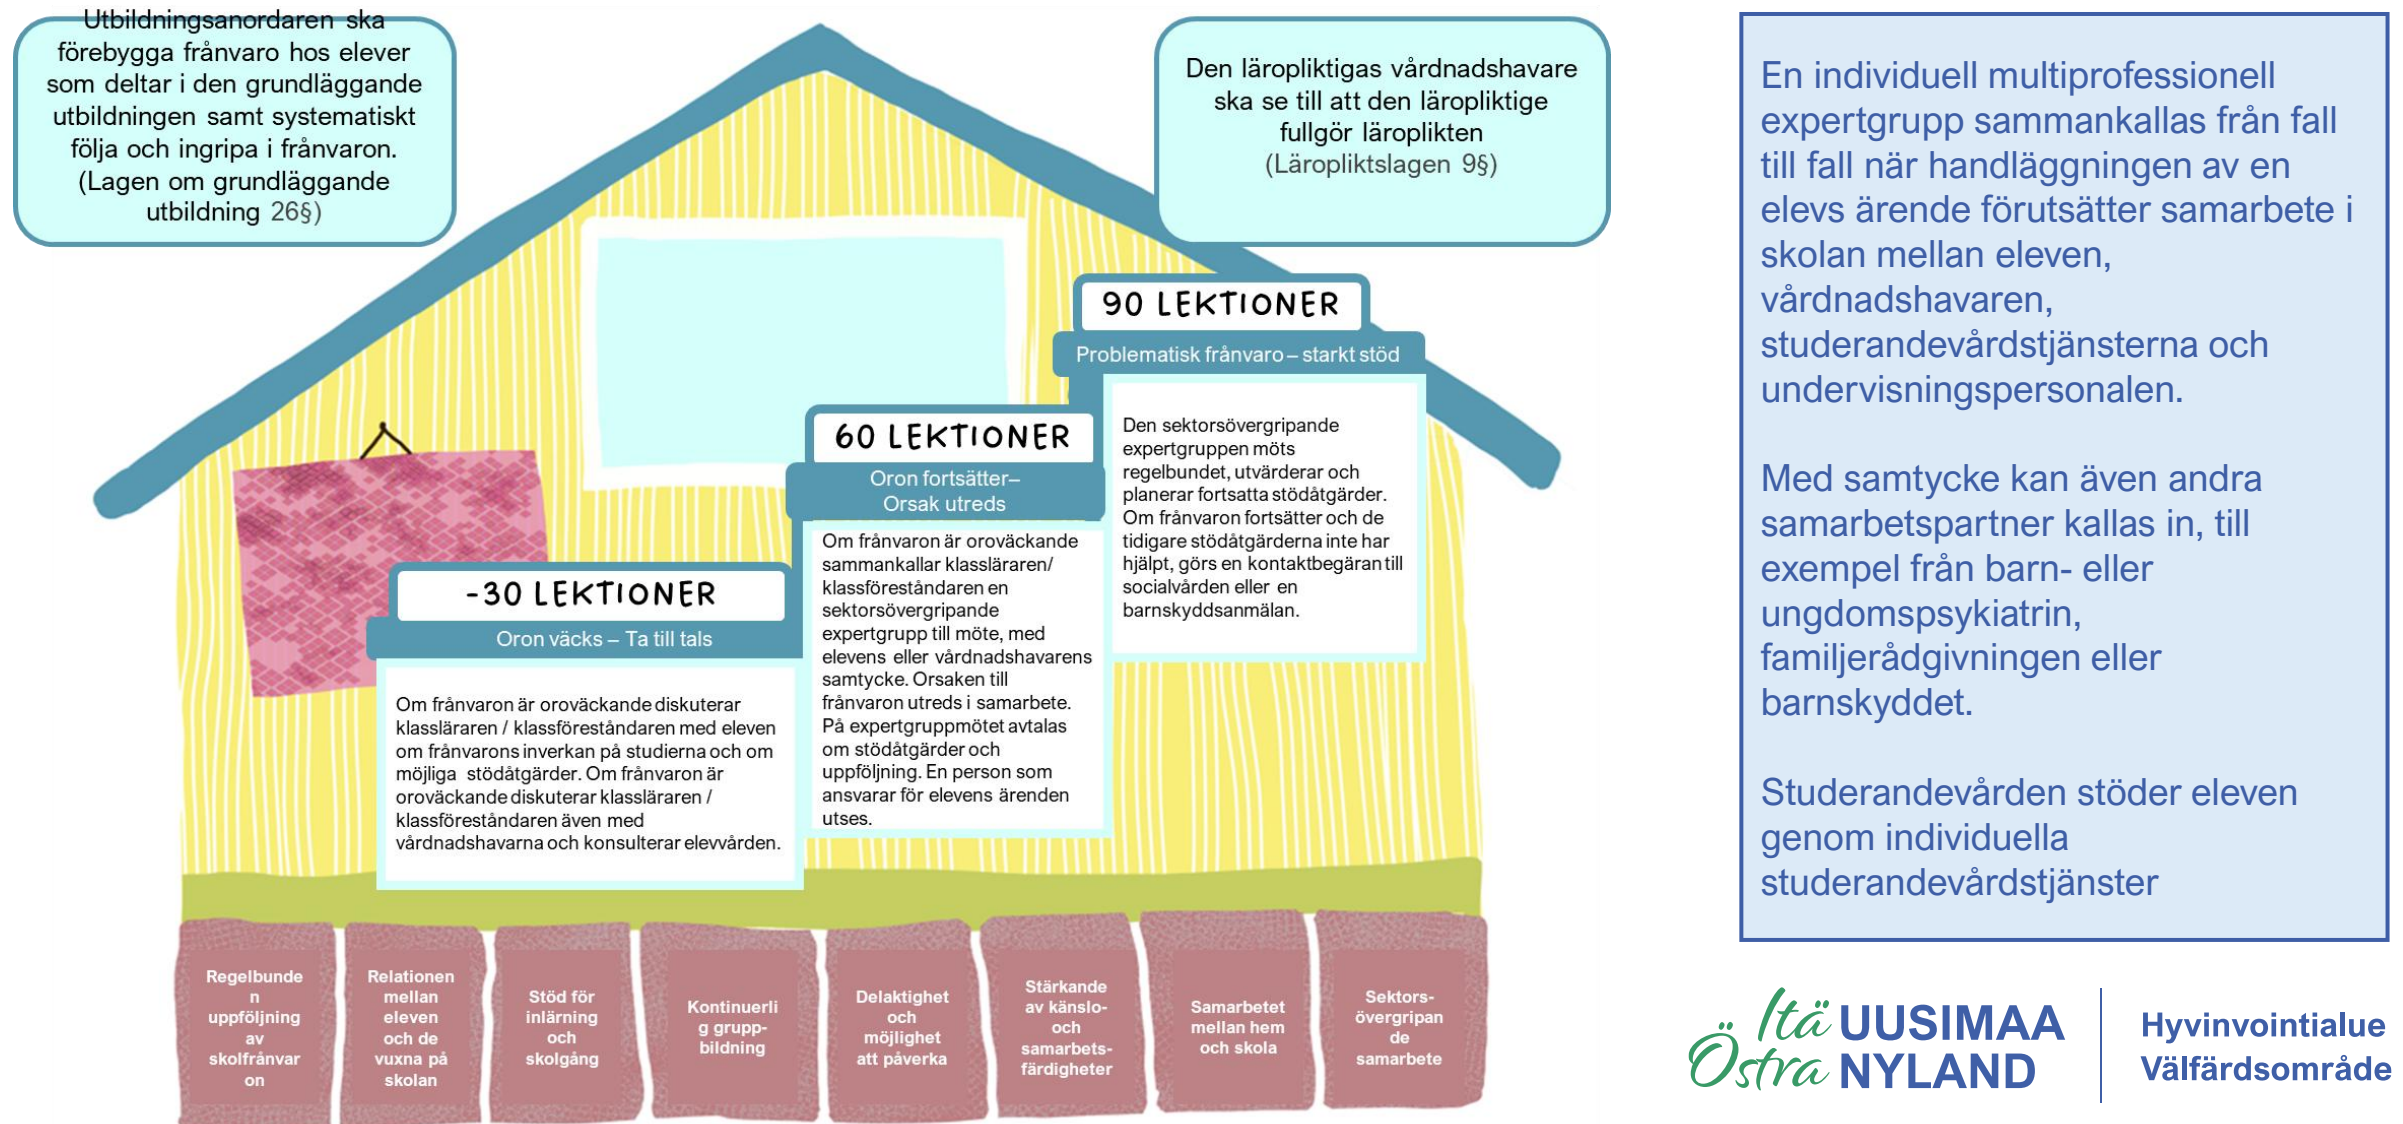 Utbildningsanordaren ska
förebygga frånvaro hos elever
som deltar i den grundläggande
utbildningen samt systematiskt
följa och ingripa i frånvaron.
(Lagen om grundläggande
utbildning 26§)
Den läropliktigas vårdnadshavare
ska se till att den läropliktige
fullgör läroplikten
(Läropliktslagen 9§)
90 LEKTIONER
Problematisk frånvaro – starkt stöd
Den sektorsövergripande
expertgruppen möts
regelbundet, utvärderar och
planerar fortsatta stödåtgärder.
Om frånvaron fortsätter och de
tidigare stödåtgärderna inte har
hjälpt, görs en kontaktbegäran till
socialvården eller en
barnskyddsanmälan.
60 LEKTIONER
Oron fortsätter–
Orsak utreds
Om frånvaron är oroväckande
sammankallar klassläraren/
klassföreståndaren en
sektorsövergripande
expertgrupp till möte, med
elevens eller vårdnadshavarens
samtycke. Orsaken till
frånvaron utreds i samarbete.
På expertgruppmötet avtalas
om stödåtgärder och
uppföljning. En person som
ansvarar för elevens ärenden
utses.
-30 LEKTIONER
Oron väcks – Ta till tals
Om frånvaron är oroväckande diskuterar
klassläraren / klassföreståndaren med eleven
om frånvarons inverkan på studierna och om
möjliga stödåtgärder. Om frånvaron är
oroväckande diskuterar klassläraren /
klassföreståndaren även med
vårdnadshavarna och konsulterar elevvården.
Regelbunde
n
uppföljning
av
skolfrånvar
on
Relationen
mellan
eleven
och de
vuxna på
skolan
Stöd för
inlärning
och
skolgång
Kontinuerli
g grupp-
bildning
Delaktighet
och
möjlighet
att påverka
Stärkande
av känslo-
och
samarbets-
färdigheter
Samarbetet
mellan hem
och skola
Sektors-
övergripan
de
samarbete
En individuell multiprofessionell
expertgrupp sammankallas från fall
till fall när handläggningen av en
elevs ärende förutsätter samarbete i
skolan mellan eleven,
vårdnadshavaren,
studerandevårdstjänsterna och
undervisningspersonalen.
Med samtycke kan även andra
samarbetspartner kallas in, till
exempel från barn- eller
ungdomspsykiatrin,
familjerådgivningen eller
barnskyddet.
Studerandevården stöder eleven
genom individuella
studerandevårdstjänster
Itä UUSIMAA
Östra NYLAND
Hyvinvointialue
Välfärdsområde